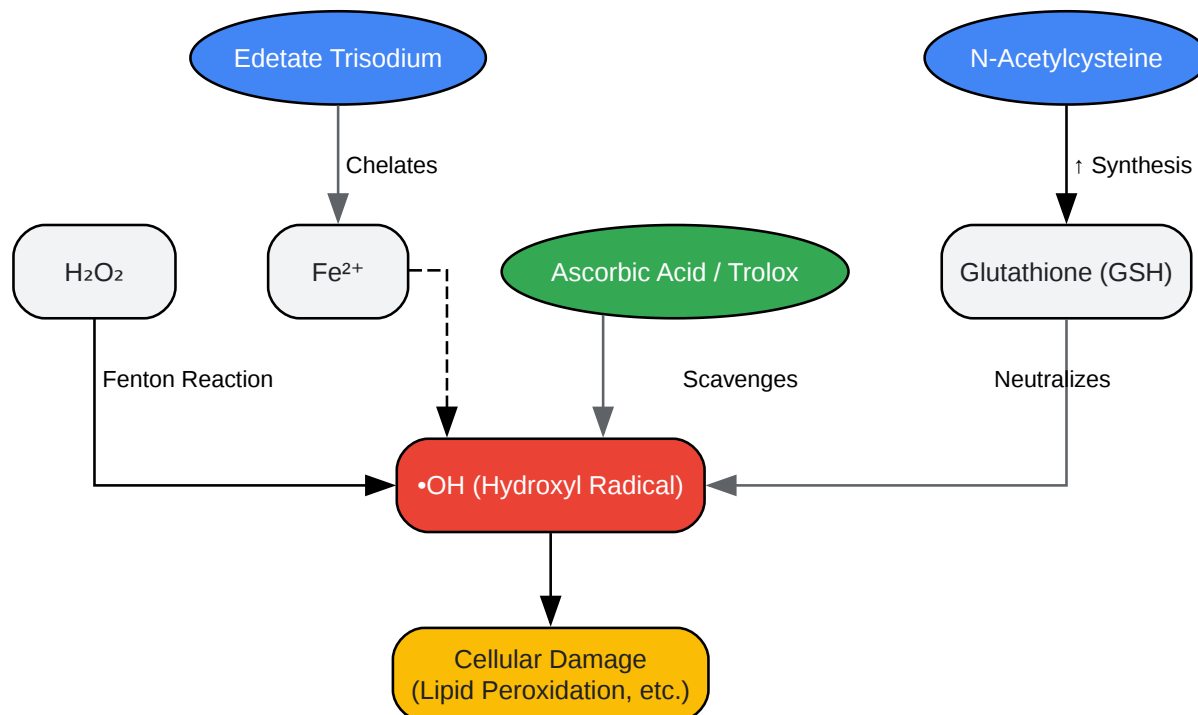 Edetate Trisodium
N-Acetylcysteine
Chelates
↑ Synthesis
H₂O₂
Fe²⁺
Ascorbic Acid / Trolox
Glutathione (GSH)
Fenton Reaction
Scavenges
Neutralizes
•OH (Hydroxyl Radical)
Cellular Damage
(Lipid Peroxidation, etc.)